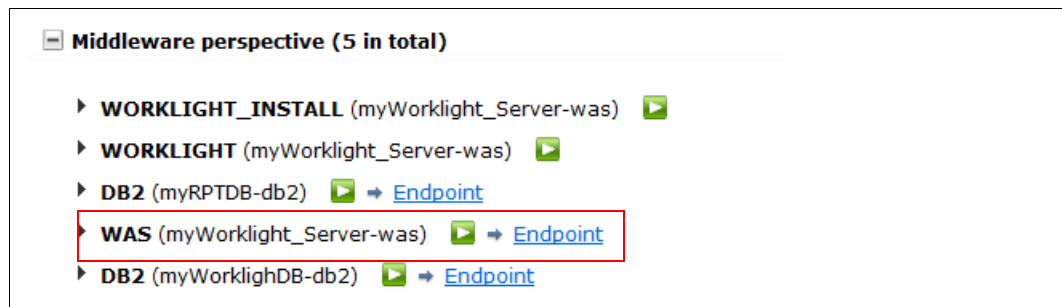 Middleware perspective (5 in total)
WORKLIGHT_INSTALL (myWorklight_Server-was)
WORKLIGHT (myWorklight_Server-was)
DB2 (myRPTDB-db2) Endpoint
WAS (myWorklight_Server-was) Endpoint
DB2 (myWorklighDB-db2) Endpoint